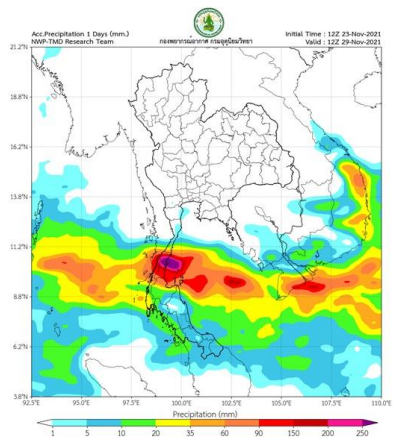 Acc.Precipitation 1 Days (mm.)
NWP-TMD Research Team
กองพยากรณ์อากาศ กรมอุตุนิยมวิทยา
Initial Time : 12Z 23-Nov-2021
Valid : 12Z 29-Nov-2021
21.2°N
18.8°N
16.2°N
13.8°N
11.2°N
8.8°N
6.2°N
3.8°N
92.5°E 95.0°E 97.5°E 100.0°E 102.5°E 105.0°E 107.5°E 110.0°E
Precipitation (mm)
1 5 10 20 35 60 90 150 200 250